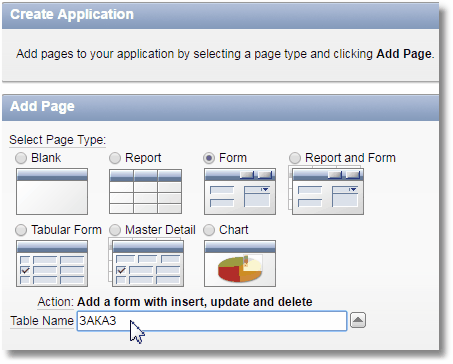 Create Application
Add pages to your application by selecting a page type and clicking Add Page.
Add Page
Select Page Type:
Blank Report Form Report and Form
Tabular Form Master Detail Chart
Action: Add a form with insert, update and delete
Table Name ЗАКАЗ